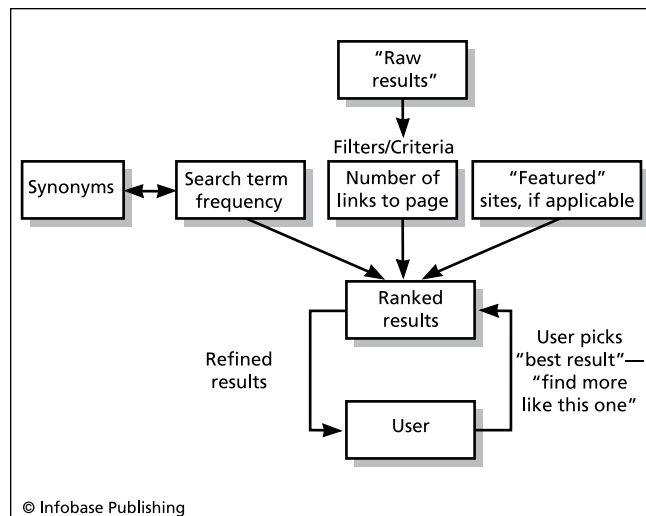 “Raw
results”
Filters/Criteria
Synonyms
Search term
frequency
Number of
links to page
“Featured”
sites, if applicable
Ranked
results
Refined
results
User picks
“best result”—
“find more
like this one”
User
© Infobase Publishing